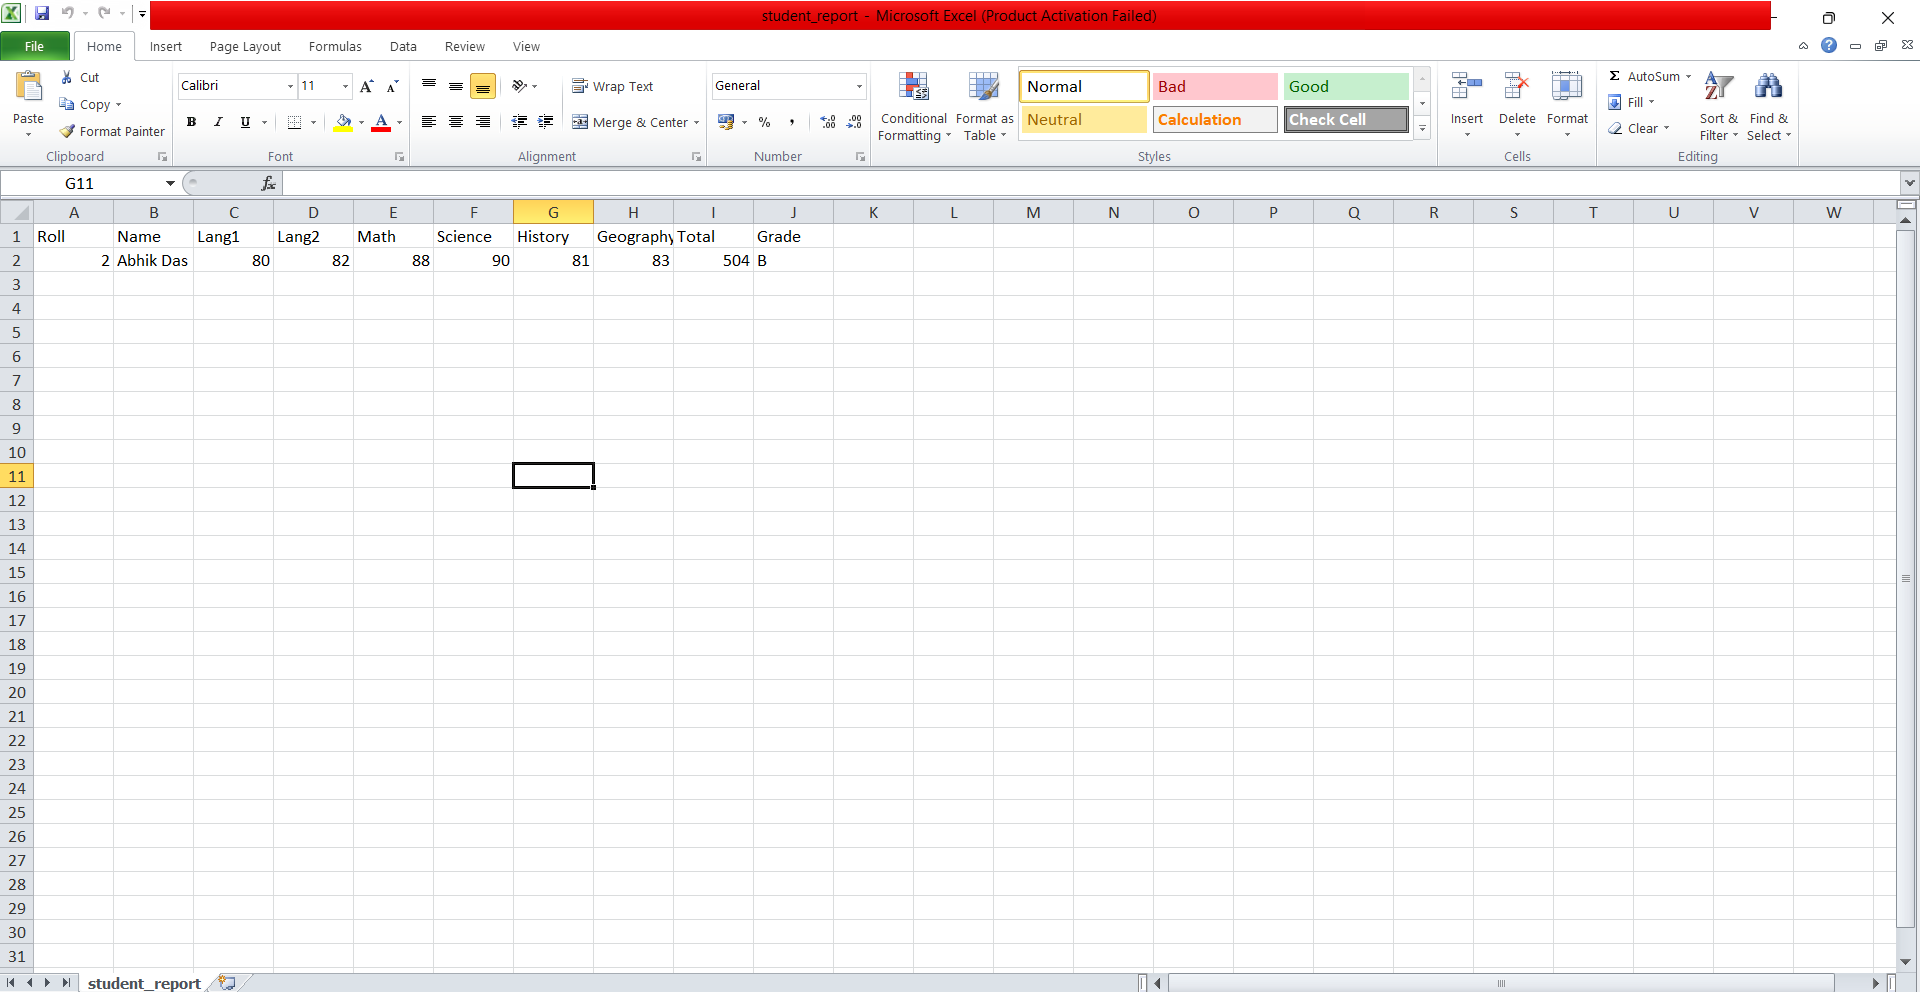 student_report - Microsoft Excel (Product Activation Failed)
File Home Insert Page Layout Formulas Data Review View
Paste
Cut
Copy
Format Painter
Clipboard
Calibri 11
B I U
A
Font
Wrap Text
Merge & Center
Alignment
General
% ,
Number
Conditional Formatting
Format as Table
Normal Bad Good
Neutral Calculation Check Cell
Styles
Insert Delete Format
Cells
Σ AutoSum
Fill
Clear
Sort & Filter
Find & Select
Editing
G11 fx
A B C D E F G H I J K L M N O P Q R S T U V W
1 Roll Name Lang1 Lang2 Math Science History Geography Total Grade
2 2 Abhik Das 80 82 88 90 81 83 504 B
3
4
5
6
7
8
9
10
11
12
13
14
15
16
17
18
19
20
21
22
23
24
25
26
27
28
29
30
31
student_report